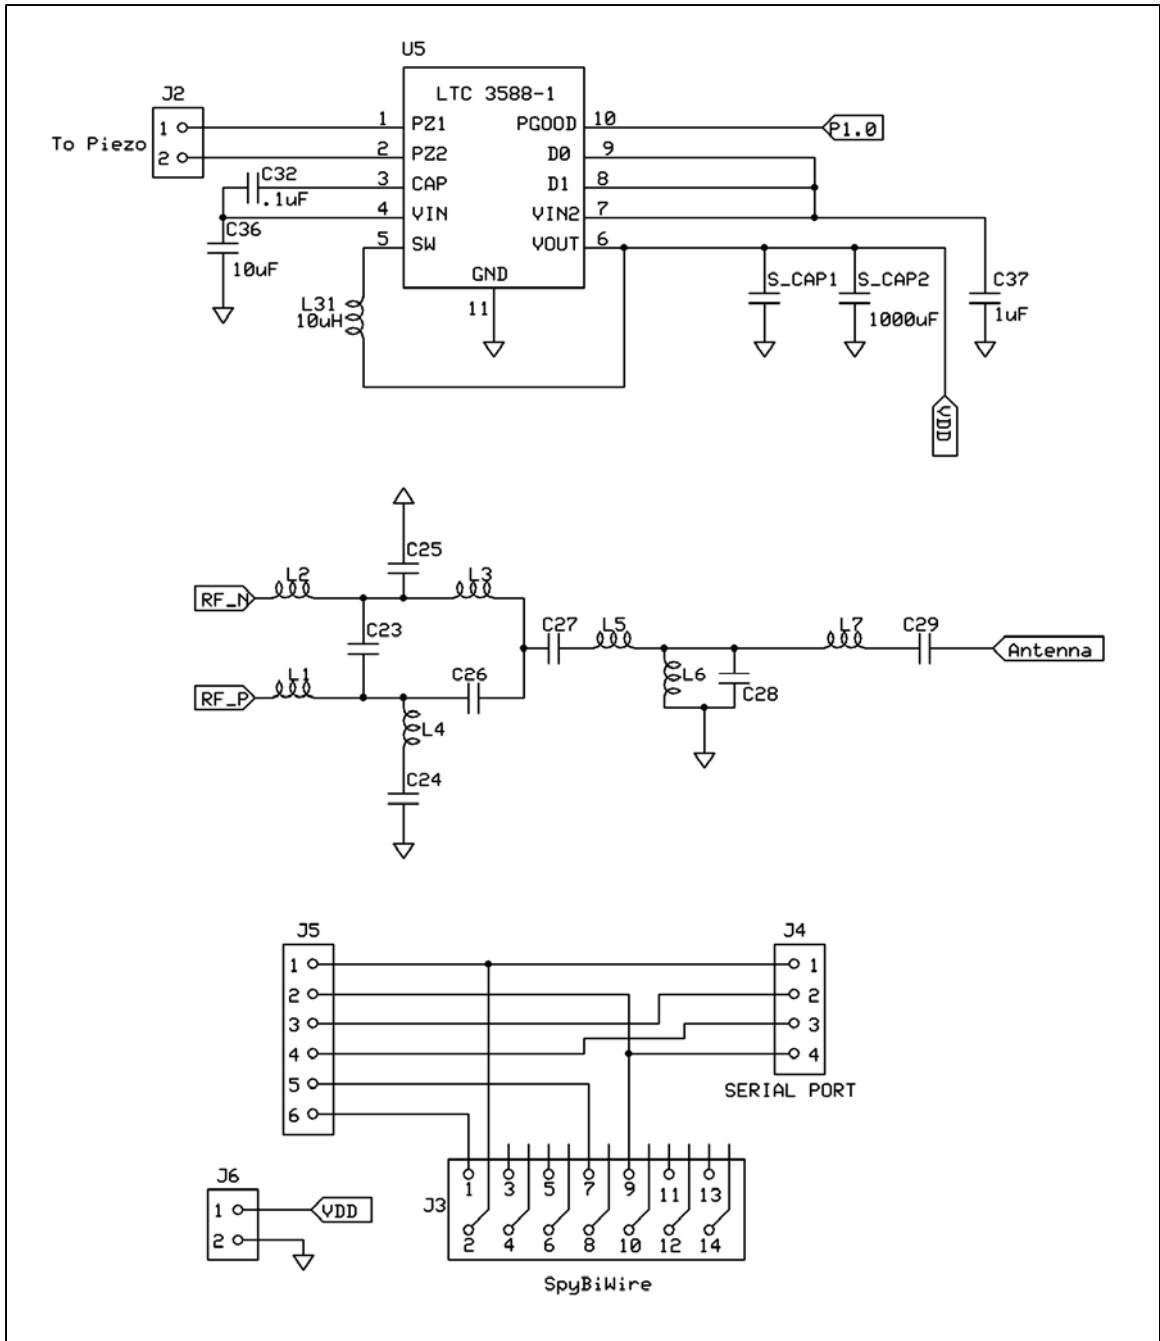 U5
LTC 3588-1
J2
To Piezo
1
2
1 PZ1
2 PZ2
3 CAP
4 VIN
5 SW
PGOOD 10
D0 9
D1 8
VIN2 7
VOUT 6
GND
11
P1.0
C32
.1uF
C36
10uF
L31
10uH
S_CAP1
S_CAP2
1000uF
C37
1uF
VDD
C25
L2
L3
RF_N
C23
C27
L5
L7
C29
Antenna
L1
C26
L6
C28
RF_P
L4
C24
J5
1
2
3
4
5
6
J4
1
2
3
4
SERIAL PORT
J6
1
2
VDD
J3
1 3 5 7 9 11 13
2 4 6 8 10 12 14
SpyBiWire